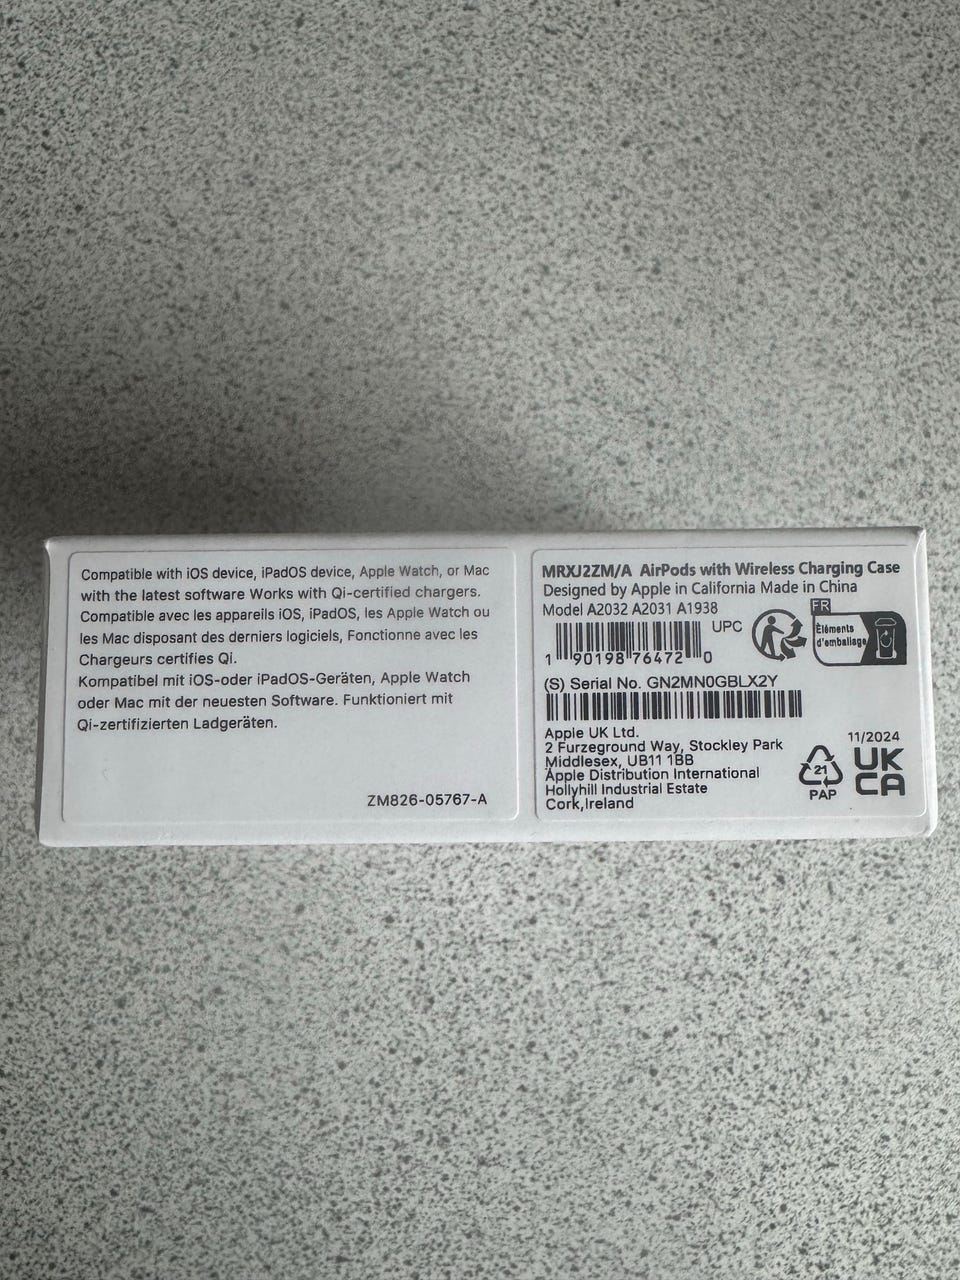 Compatible with iOS device, iPadOS device, Apple Watch, or Mac
with the latest software Works with Qi-certified chargers.
Compatible avec les appareils iOS, iPadOS, les Apple Watch ou
les Mac disposant des derniers logiciels, Fonctionne avec les
Chargeurs certifies Qi.
Kompatibel mit iOS-oder iPadOS-Geräten, Apple Watch
oder Mac mit der neuesten Software. Funktioniert mit
Qi-zertifizierten Ladgeräten.
ZM826-05767-A
MRXJ2ZM/A AirPods with Wireless Charging Case
Designed by Apple in California Made in China
Model A2032 A2031 A1938
UPC
1 90198 76472 0
FR
Éléments
d'emballage
(S) Serial No. GN2MN0GBLX2Y
Apple UK Ltd.
2 Furzeground Way, Stockley Park
Middlesex, UB11 1BB
Apple Distribution International
Hollyhill Industrial Estate
Cork,Ireland
21
PAP
11/2024
UK
CA